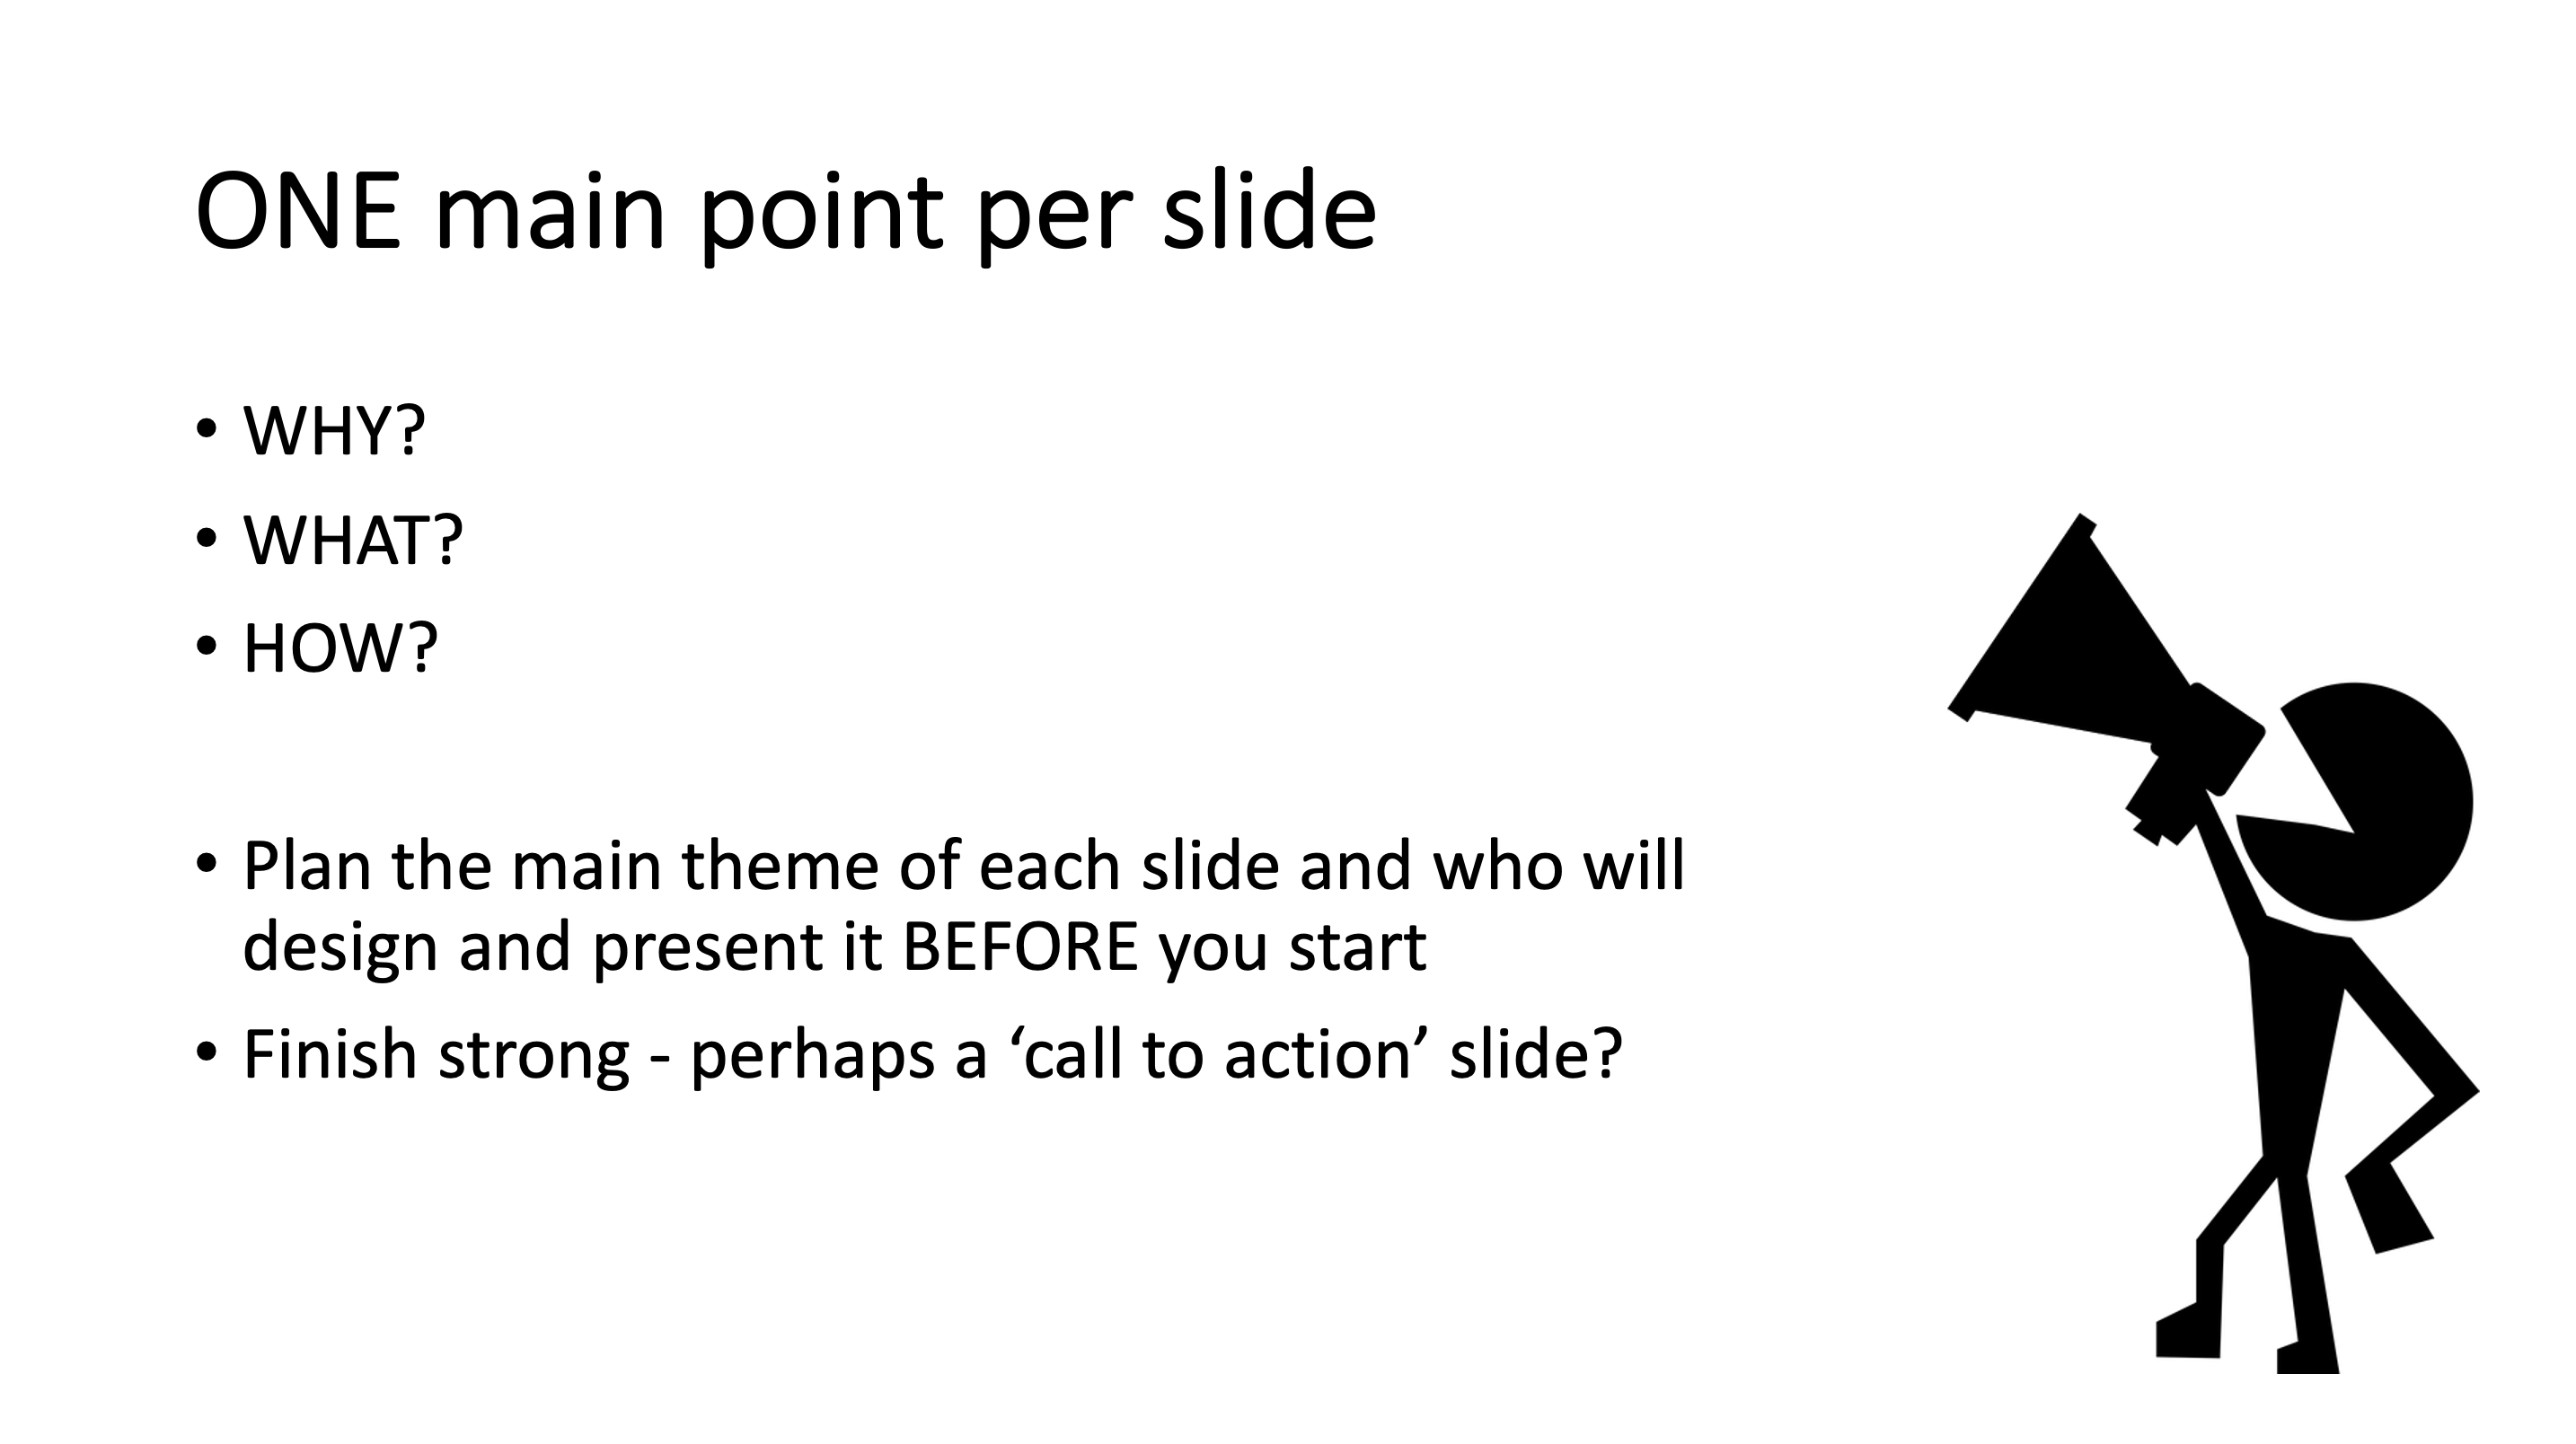 ONE main point per slide
• WHY?
• WHAT?
• HOW?
• Plan the main theme of each slide and who will
design and present it BEFORE you start
• Finish strong - perhaps a ‘call to action’ slide?